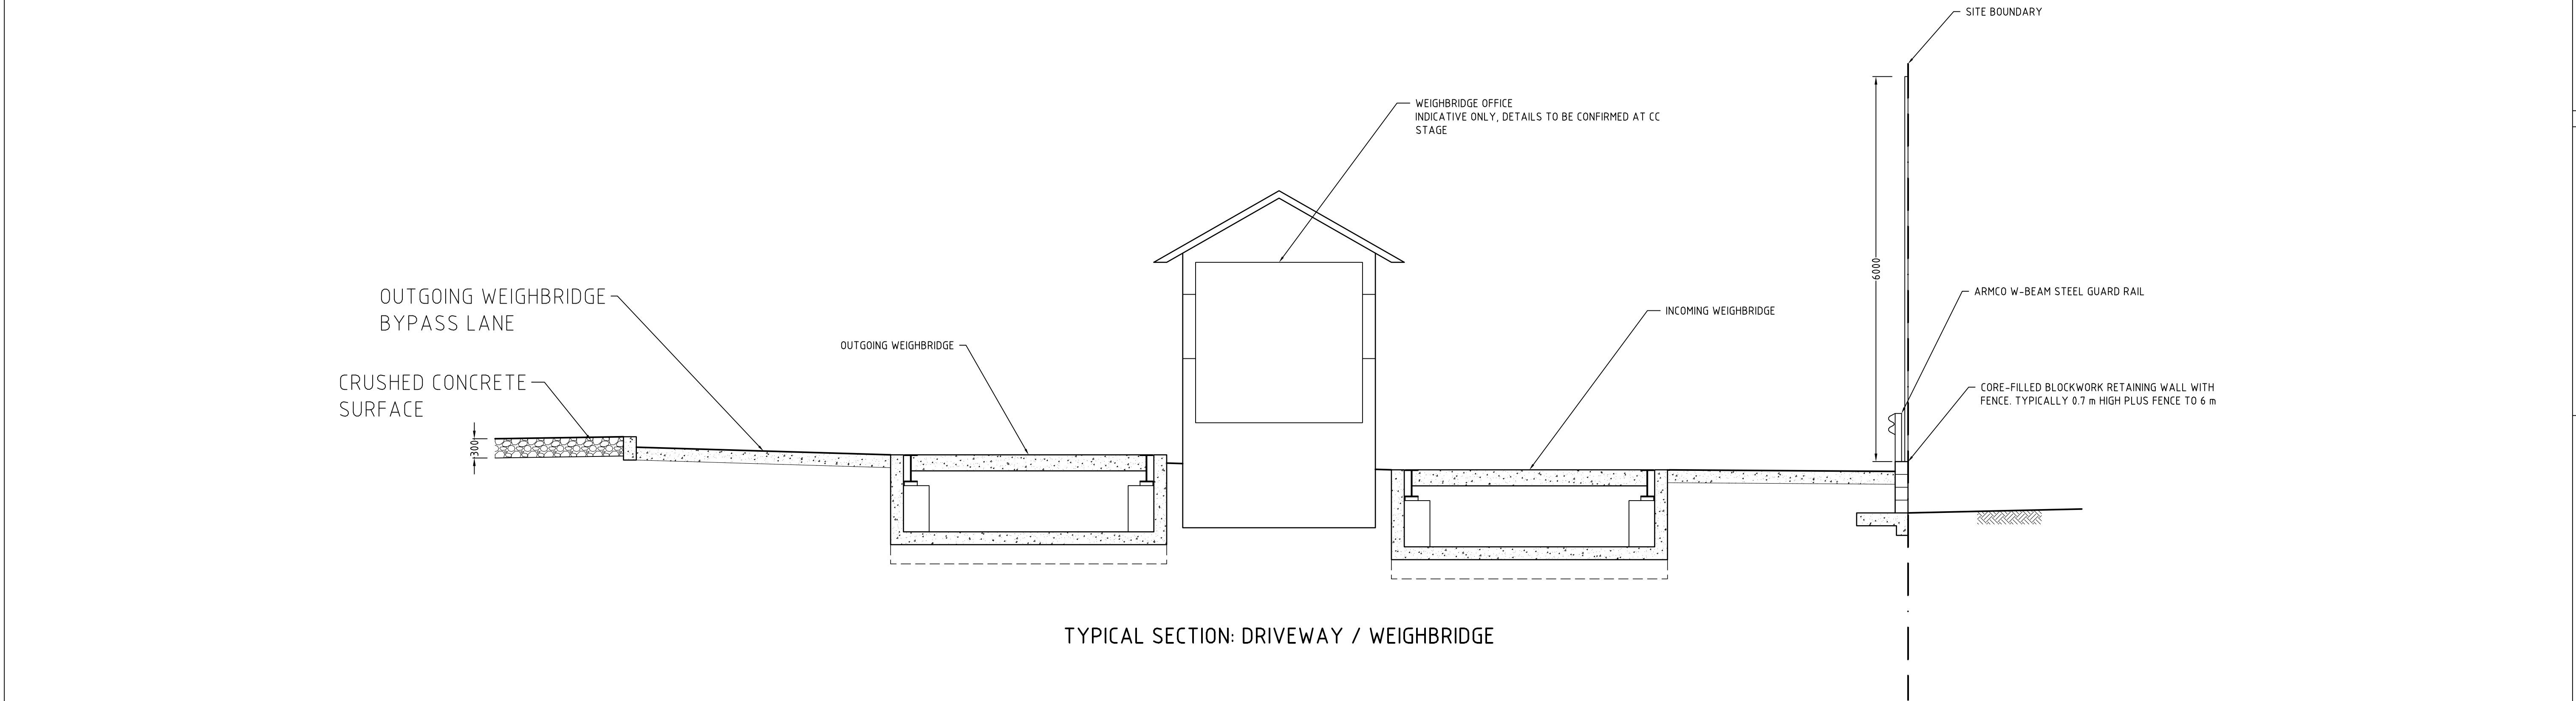 SITE BOUNDARY
WEIGHBRIDGE OFFICE
INDICATIVE ONLY, DETAILS TO BE CONFIRMED AT CC
STAGE
6000
OUTGOING WEIGHBRIDGE
BYPASS LANE
ARMCO W-BEAM STEEL GUARD RAIL
INCOMING WEIGHBRIDGE
OUTGOING WEIGHBRIDGE
CRUSHED CONCRETE
SURFACE
CORE-FILLED BLOCKWORK RETAINING WALL WITH
FENCE. TYPICALLY 0.7 m HIGH PLUS FENCE TO 6 m
300
TYPICAL SECTION: DRIVEWAY / WEIGHBRIDGE